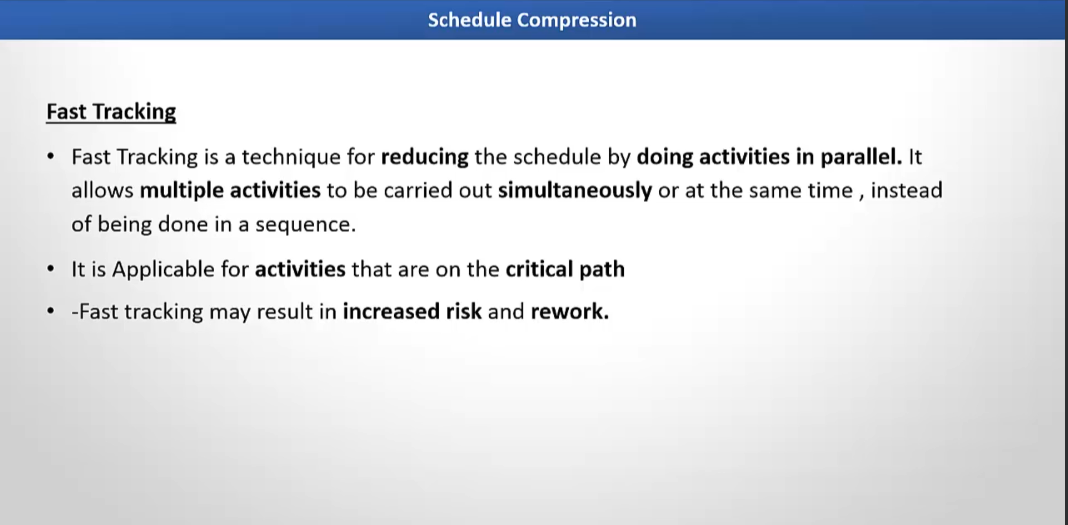 Schedule Compression
Fast Tracking
• Fast Tracking is a technique for reducing the schedule by doing activities in parallel. It
allows multiple activities to be carried out simultaneously or at the same time , instead
of being done in a sequence.
• It is Applicable for activities that are on the critical path
• -Fast tracking may result in increased risk and rework.